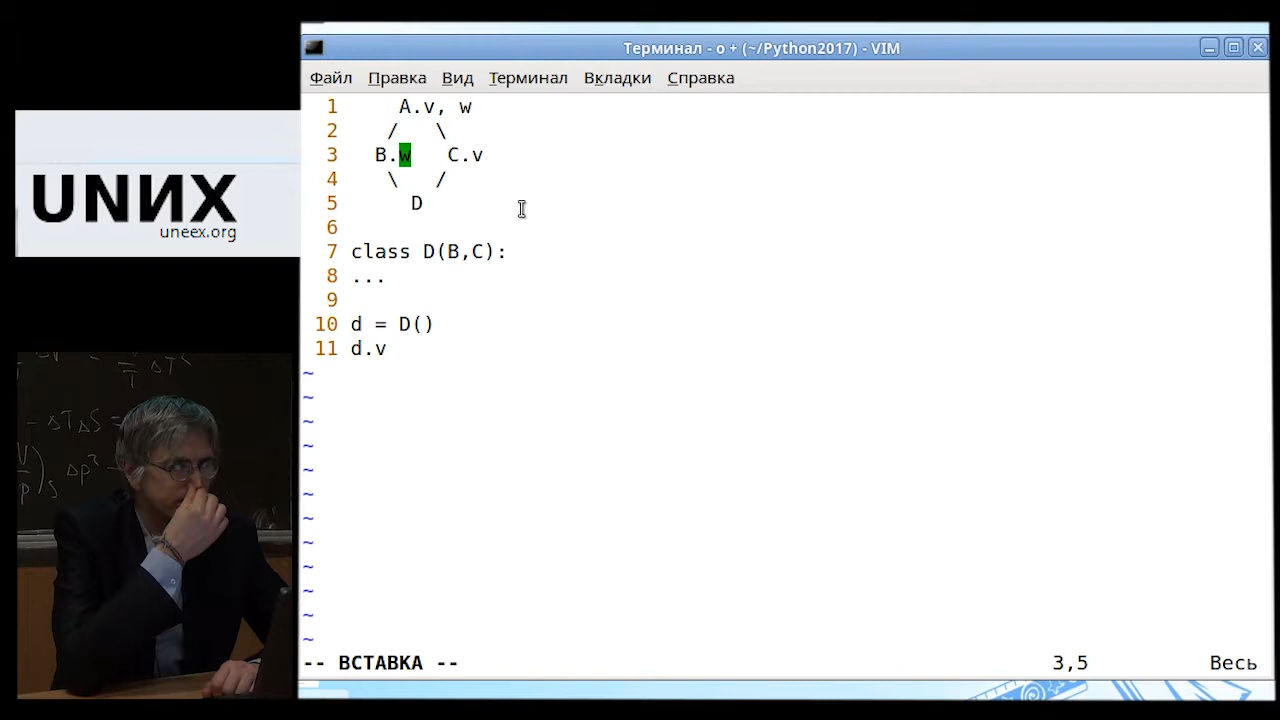 Терминал - o + (~/Python2017) - VIM
Файл Правка Вид Терминал Вкладки Справка
1 A.v, w
2 / \
3 B.w C.v
4 \ /
5 D
6
7 class D(B,C):
8 ...
9
10 d = D()
11 d.v
~
~
~
~
~
~
~
~
~
~
~
~
-- ВСТАВКА -- 3,5 Весь
UNИX
uneex.org
- ΔTΔS =